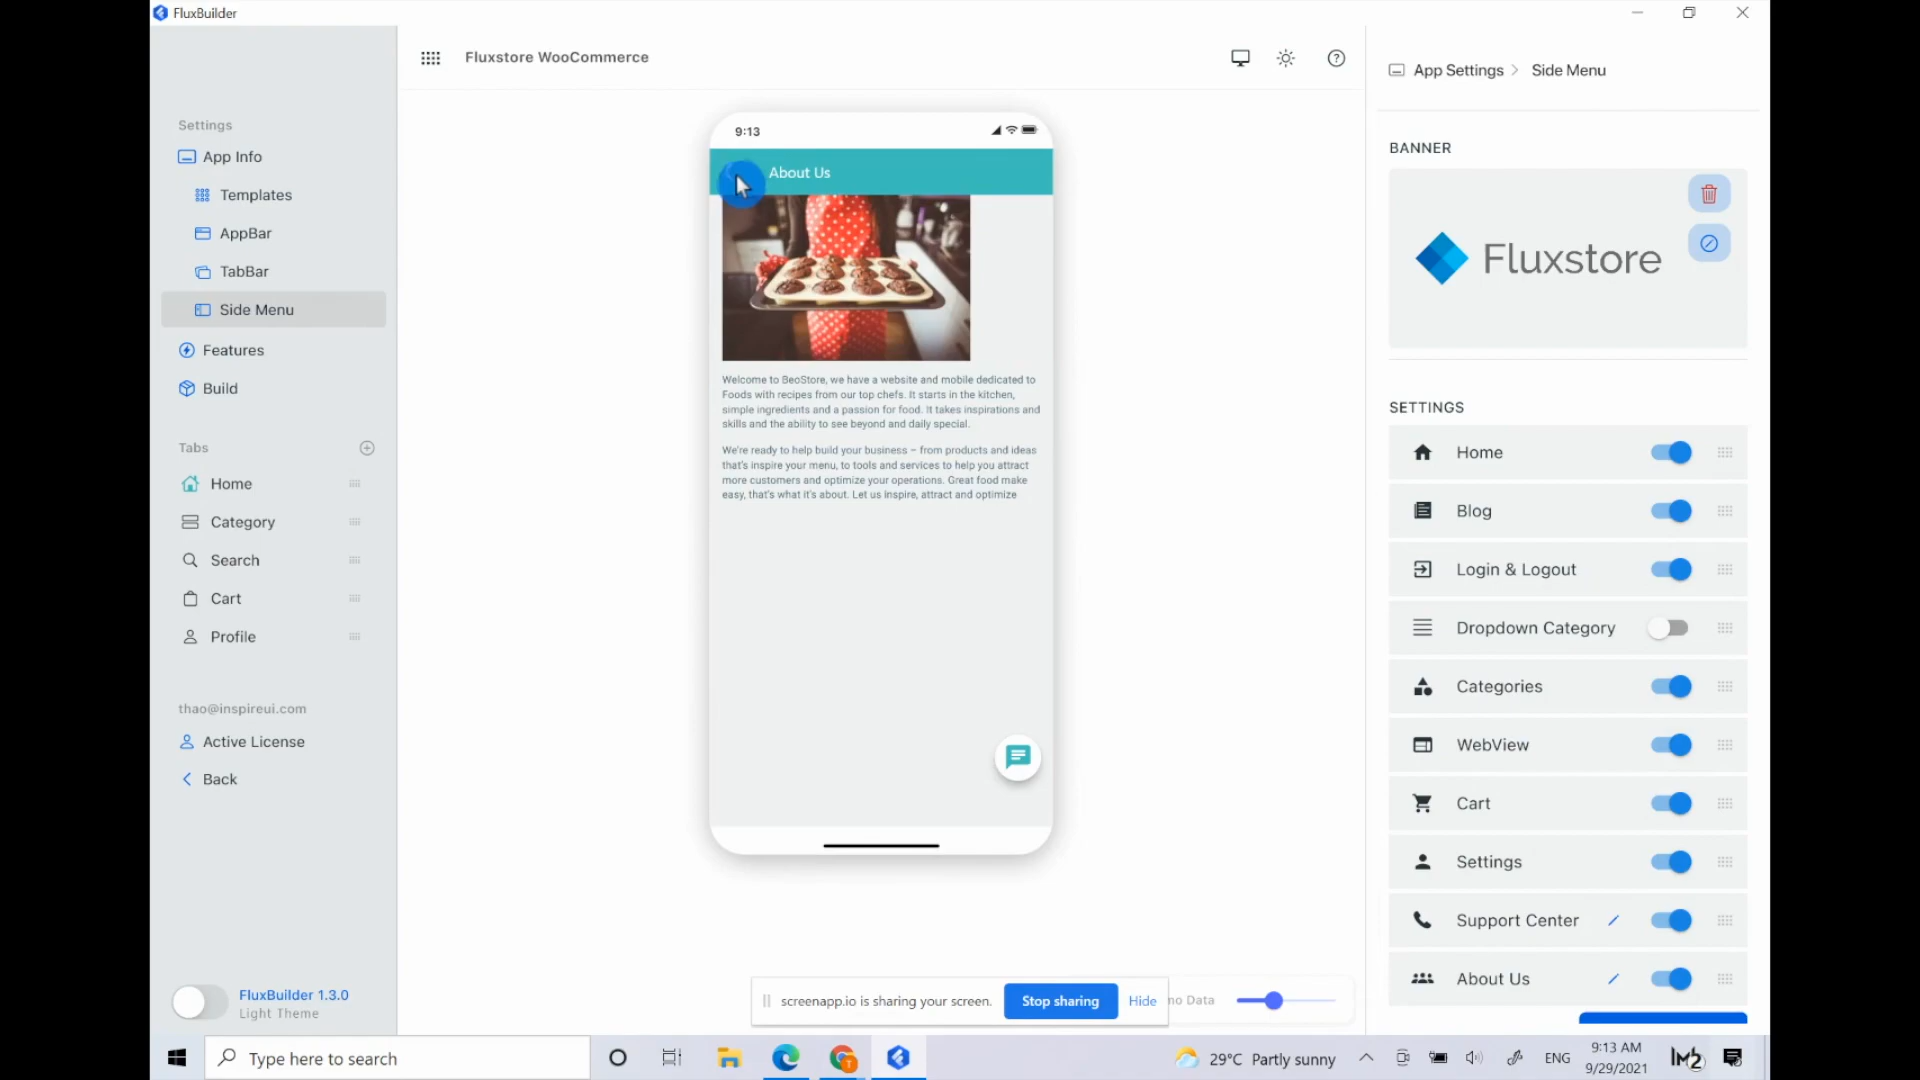 FluxBuilder
Settings
App Info
Templates
AppBar
TabBar
Side Menu
Features
Build
Tabs
Home
Category
Search
Cart
Profile
thao@inspireui.com
Active License
Back
FluxBuilder 1.3.0
Light Theme
Fluxstore WooCommerce
9:13
About Us
Welcome to BeoStore, we have a website and mobile dedicated to
Foods with recipes from our top chefs. It starts in the kitchen,
simple ingredients and a passion for food. It takes inspirations and
skills and the ability to see beyond and daily special.
We're ready to help build your business – from products and ideas
that's inspire your menu, to tools and services to help you attract
more customers and optimize your operations. Great food make
easy, that's what it's about. Let us inspire, attract and optimize
screenapp.io is sharing your screen.
Stop sharing
Hide
Data
App Settings
Side Menu
BANNER
Fluxstore
SETTINGS
Home
Blog
Login & Logout
Dropdown Category
Categories
WebView
Cart
Settings
Support Center
About Us
Type here to search
T
29°C Partly sunny
ENG
9:13 AM
9/29/2021
2